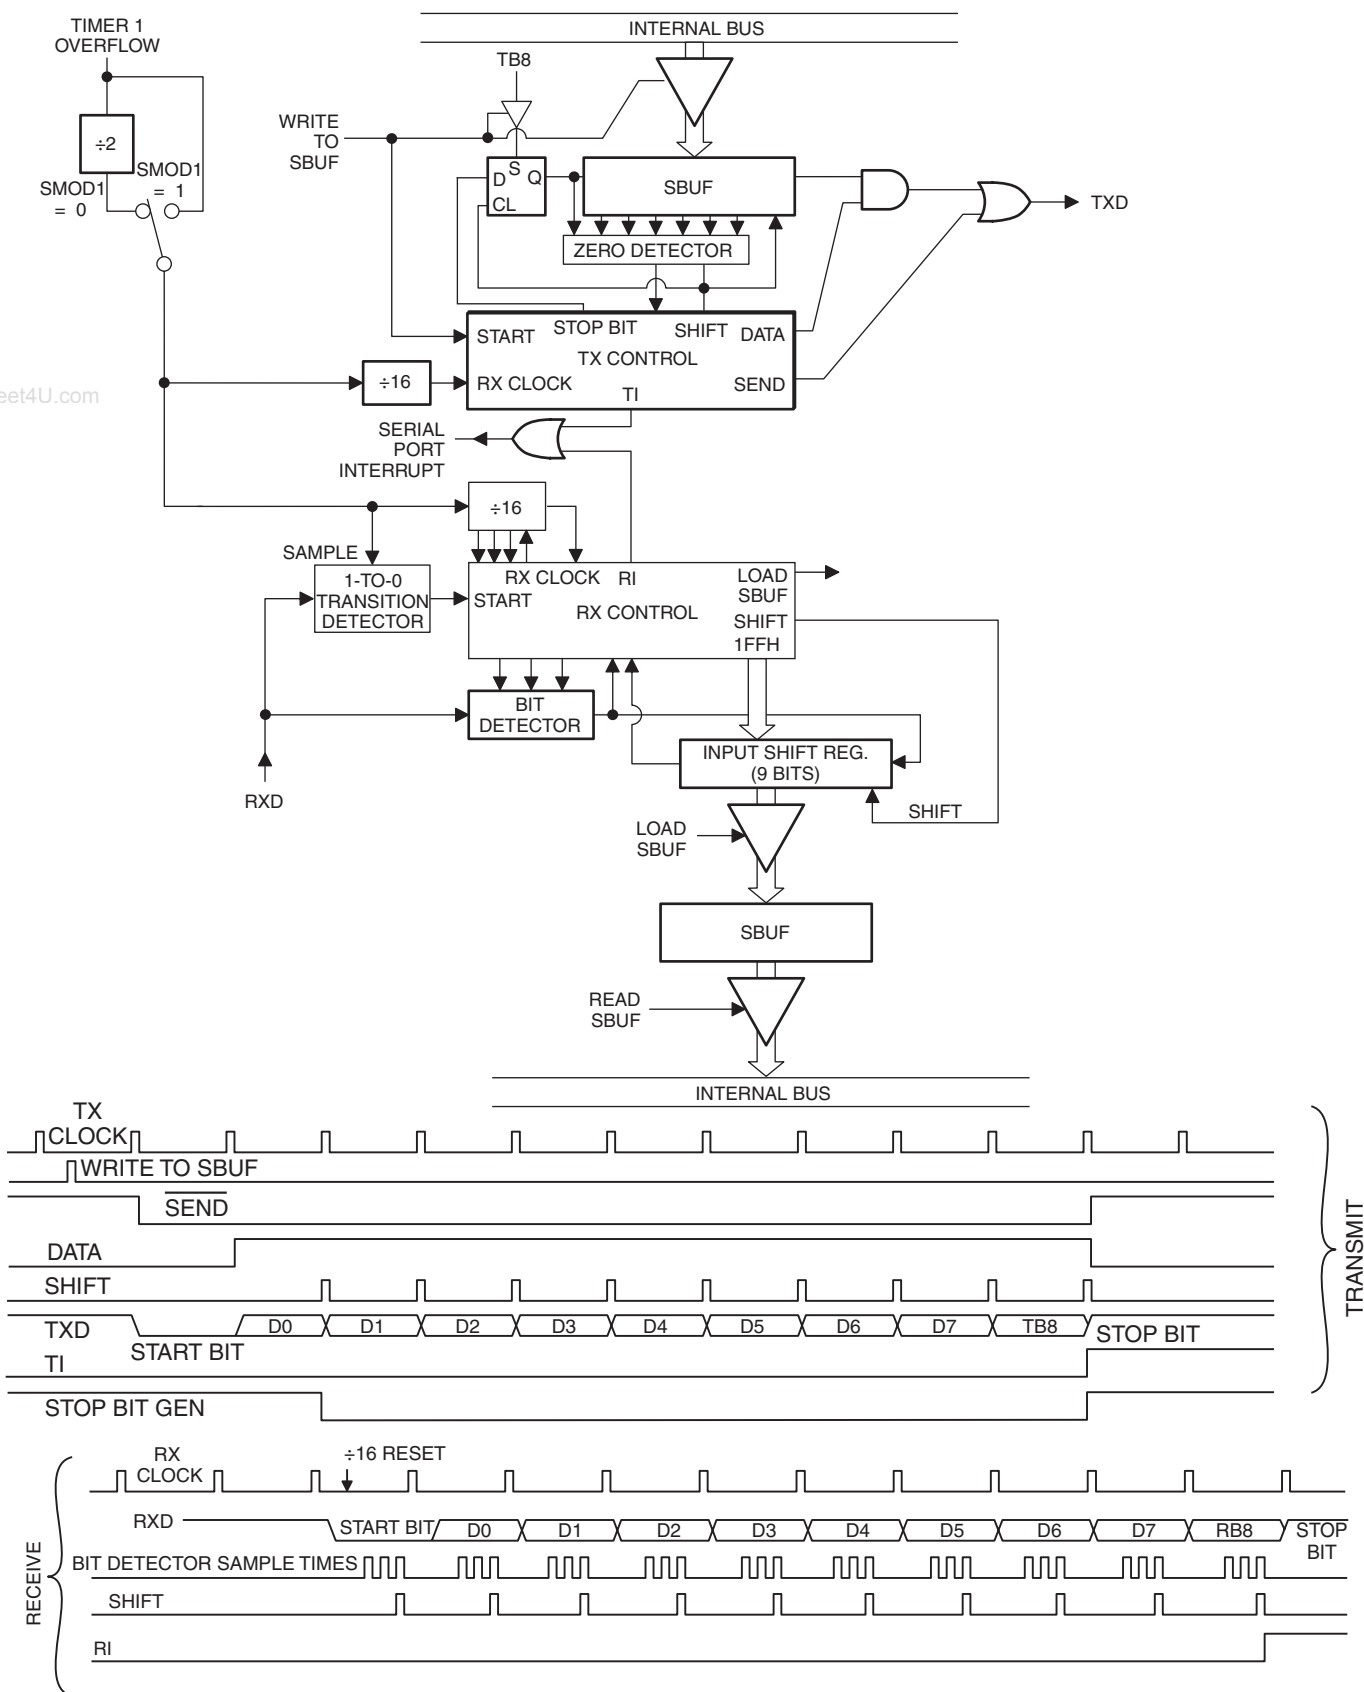 TIMER 1
OVERFLOW
INTERNAL BUS
TB8
WRITE
TO
SBUF
÷2
SMOD1
= 0
SMOD1
= 1
D S Q
CL
SBUF
ZERO DETECTOR
TXD
START
STOP BIT
SHIFT
DATA
TX CONTROL
÷16
RX CLOCK
SEND
TI
eet4U.com
SERIAL
PORT
INTERRUPT
÷16
SAMPLE
1-TO-0
TRANSITION
DETECTOR
RX CLOCK
RI
START
RX CONTROL
LOAD
SBUF
SHIFT
1FFH
BIT
DETECTOR
INPUT SHIFT REG.
(9 BITS)
RXD
SHIFT
LOAD
SBUF
SBUF
READ
SBUF
INTERNAL BUS
TX
CLOCK
WRITE TO SBUF
SEND
DATA
SHIFT
TXD
START BIT
D0 D1 D2 D3 D4 D5 D6 D7 TB8
STOP BIT
TI
STOP BIT GEN
TRANSMIT
RX
CLOCK
÷16 RESET
RXD
START BIT D0 D1 D2 D3 D4 D5 D6 D7 RB8 STOP
BIT
BIT DETECTOR SAMPLE TIMES
SHIFT
RI
RECEIVE